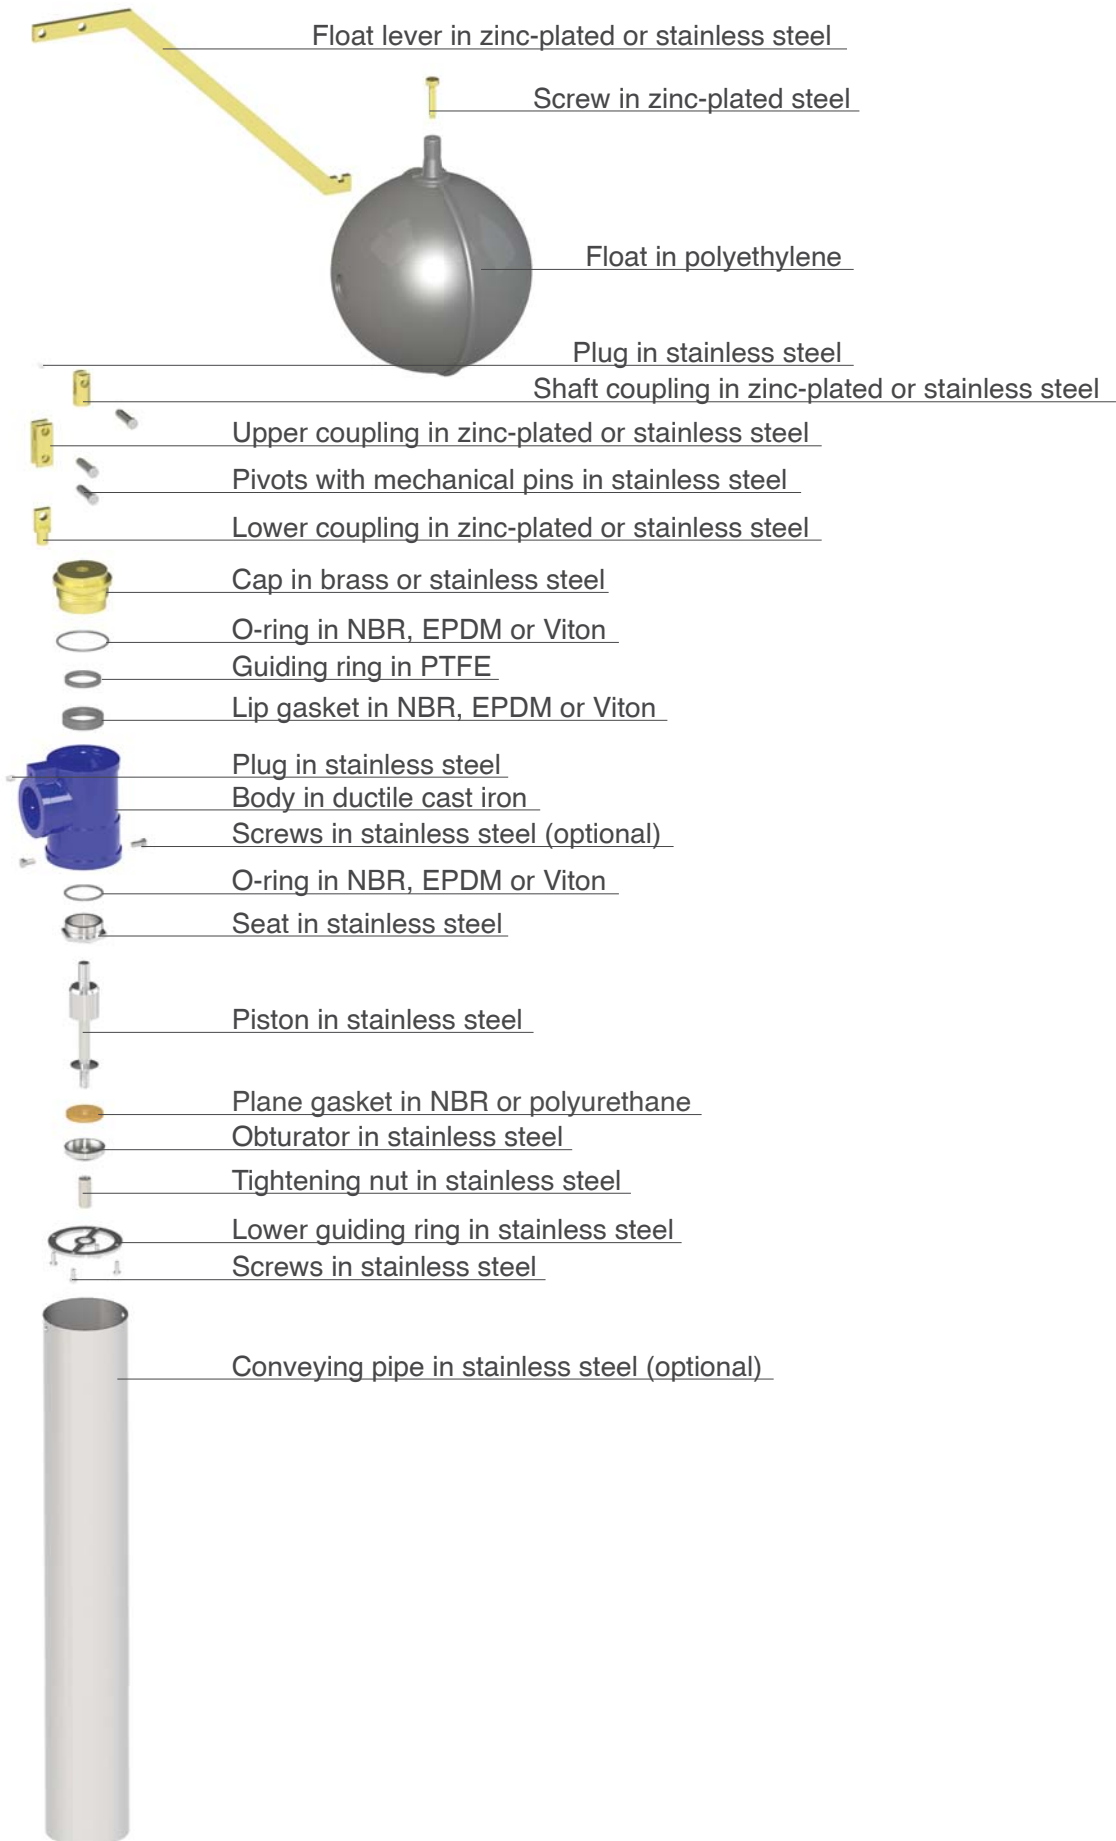 Float lever in zinc-plated or stainless steel
Screw in zinc-plated steel
Float in polyethylene
Plug in stainless steel
Shaft coupling in zinc-plated or stainless steel
Upper coupling in zinc-plated or stainless steel
Pivots with mechanical pins in stainless steel
Lower coupling in zinc-plated or stainless steel
Cap in brass or stainless steel
O-ring in NBR, EPDM or Viton
Guiding ring in PTFE
Lip gasket in NBR, EPDM or Viton
Plug in stainless steel
Body in ductile cast iron
Screws in stainless steel (optional)
O-ring in NBR, EPDM or Viton
Seat in stainless steel
Piston in stainless steel
Plane gasket in NBR or polyurethane
Obturator in stainless steel
Tightening nut in stainless steel
Lower guiding ring in stainless steel
Screws in stainless steel
Conveying pipe in stainless steel (optional)